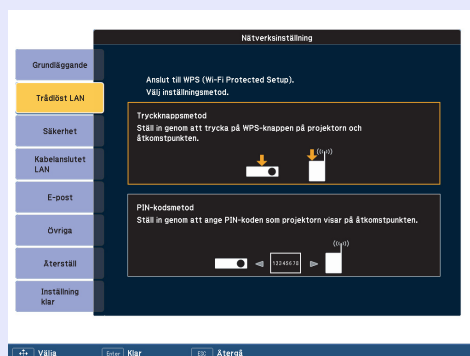 Nätverksinställning
Grundläggande
Trådlöst LAN
Säkerhet
Kabelanslutet
LAN
E-post
Övriga
Återställ
Inställning
klar
Anslut till WPS (Wi-Fi Protected Setup).
Välj inställningsmetod.
Tryckknappsmetod
Ställ in genom att trycka på WPS-knappen på projektorn och
åtkomstpunkten.
PIN-kodsmetod
Ställ in genom att ange PIN-koden som projektorn visar på åtkomstpunkten.
12345678
Välja
Enter Klar
ESC Återgå